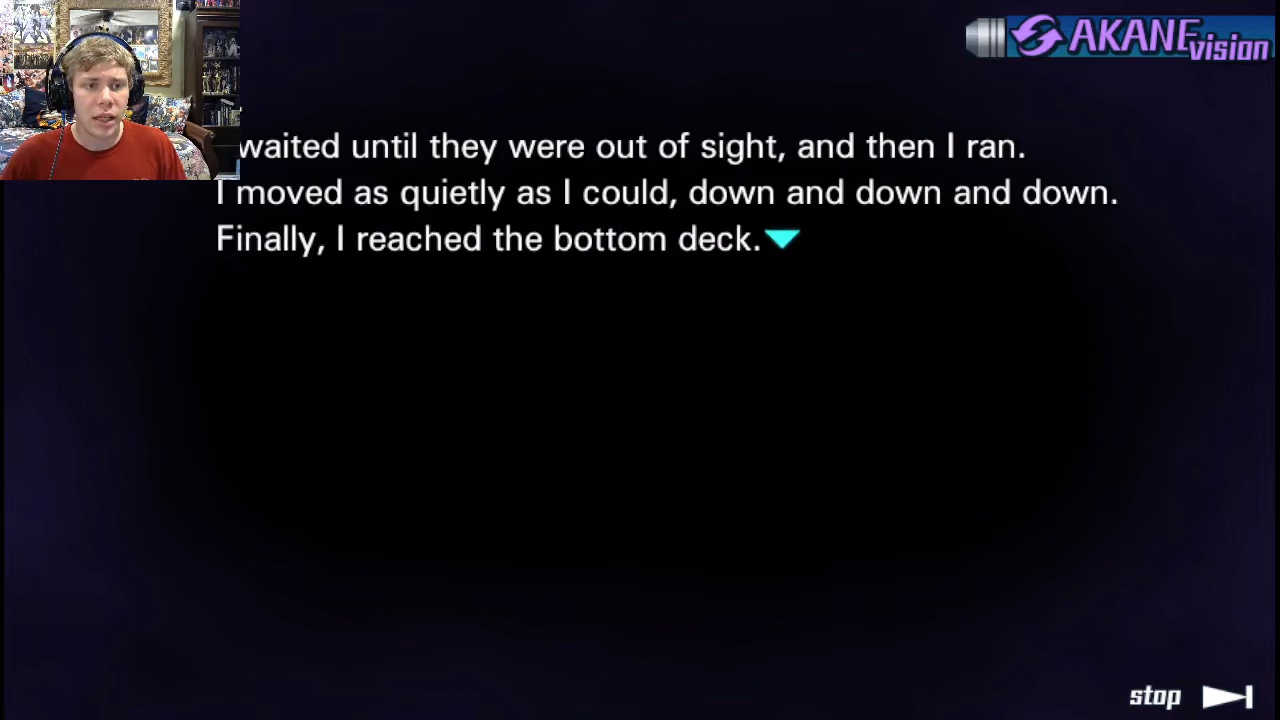 AKANE vision
waited until they were out of sight, and then I ran.
I moved as quietly as I could, down and down and down.
Finally, I reached the bottom deck.
stop